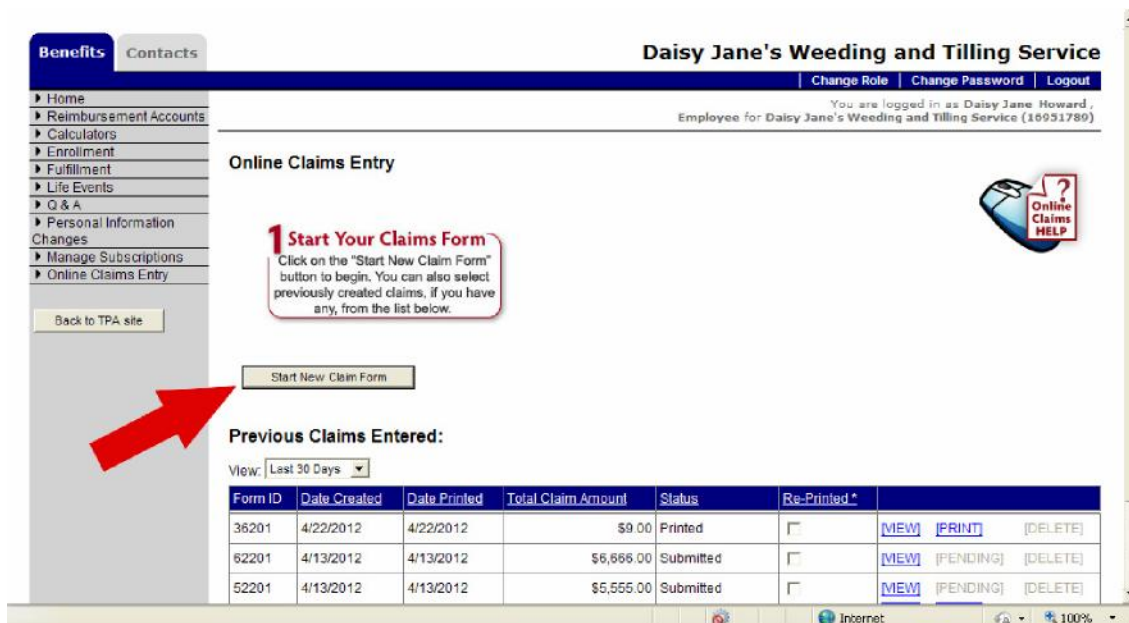 Benefits
Contacts
Daisy Jane's Weeding and Tilling Service
| Change Role | Change Password | Logout
You are logged in as Daisy Jane Howard ,
Employee for Daisy Jane's Weeding and Tilling Service (16951789)
Home
Reimbursement Accounts
Calculators
Enrollment
Fulfillment
Life Events
Q & A
Personal Information
Changes
Manage Subscriptions
Online Claims Entry
Back to TPA site
Online Claims Entry
?
Online
Claims
HELP
1 Start Your Claims Form
Click on the "Start New Claim Form"
button to begin. You can also select
previously created claims, if you have
any, from the list below.
Start New Claim Form
Previous Claims Entered:
View: Last 30 Days
Form ID Date Created Date Printed Total Claim Amount Status Re-Printed *
36201 4/22/2012 4/22/2012 $9.00 Printed [VIEW] [PRINT] [DELETE]
62201 4/13/2012 4/13/2012 $6,666.00 Submitted [VIEW] [PENDING] [DELETE]
52201 4/13/2012 4/13/2012 $5,555.00 Submitted [VIEW] [PENDING] [DELETE]
Internet 100%